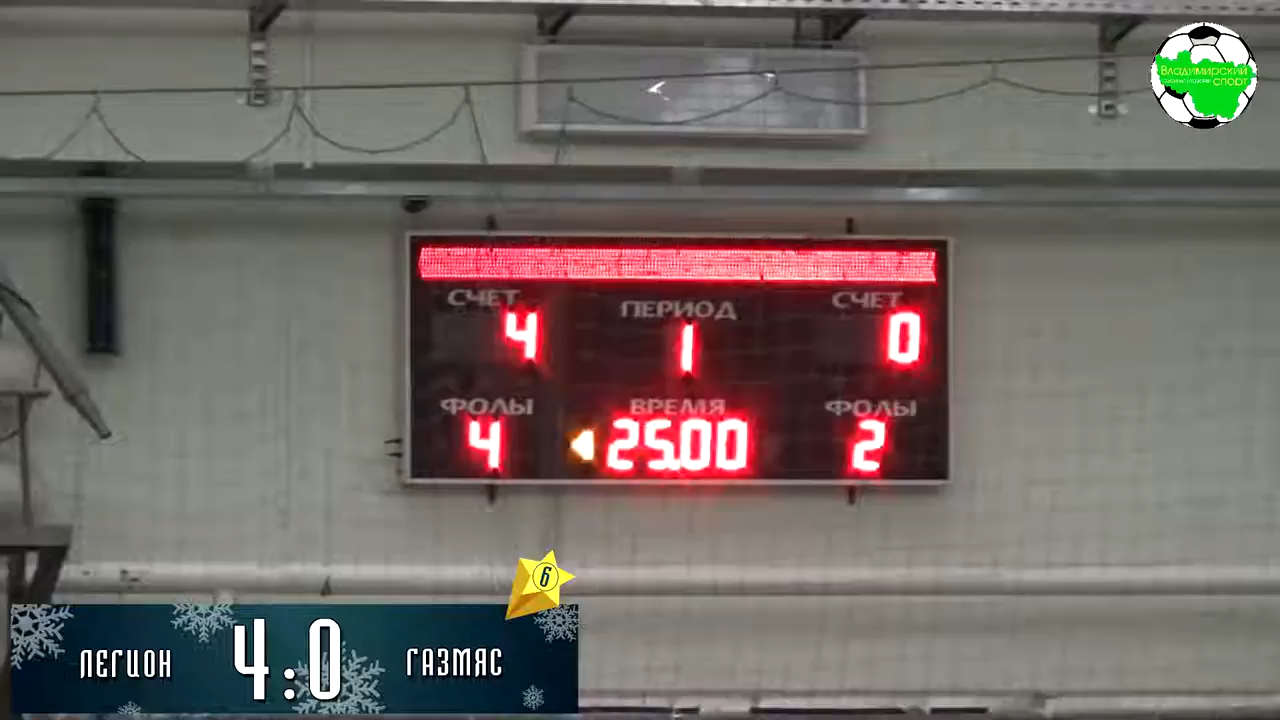 Владимирский
спорт
СЧЕТ ПЕРИОД СЧЕТ
4 1 0
ФОЛЫ ВРЕМЯ ФОЛЫ
4 25.00 2
6
ЛЕГИОН 4:0 ГАЗМЯС